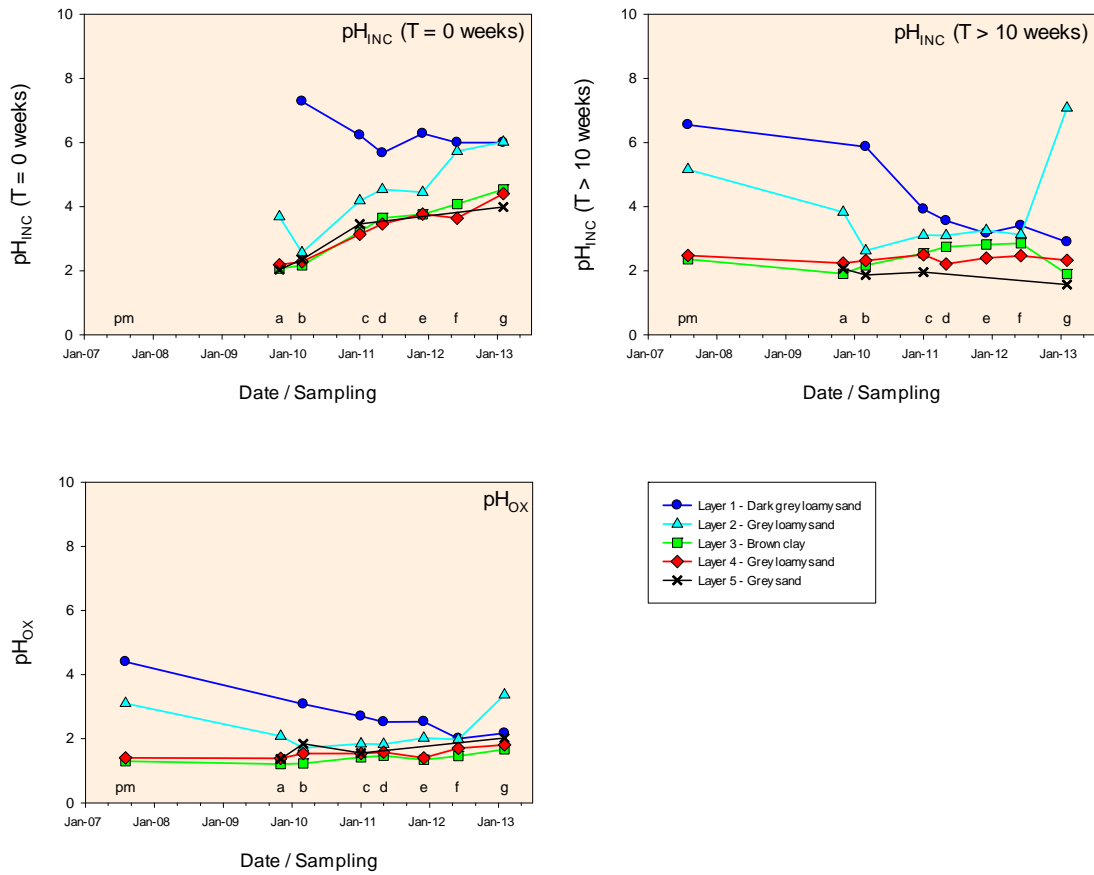 pH_INC (T = 0 weeks)
10
8
6
4
2
0
pH_INC (T = 0 weeks)
pm a b c d e f g
Jan-07 Jan-08 Jan-09 Jan-10 Jan-11 Jan-12 Jan-13
Date / Sampling
pH_INC (T > 10 weeks)
10
8
6
4
2
0
pH_INC (T > 10 weeks)
pm a b c d e f g
Jan-07 Jan-08 Jan-09 Jan-10 Jan-11 Jan-12 Jan-13
Date / Sampling
pH_OX
10
8
6
4
2
0
pH_OX
pm a b c d e f g
Jan-07 Jan-08 Jan-09 Jan-10 Jan-11 Jan-12 Jan-13
Date / Sampling
Layer 1 - Dark grey loamy sand
Layer 2 - Grey loamy sand
Layer 3 - Brown clay
Layer 4 - Grey loamy sand
Layer 5 - Grey sand